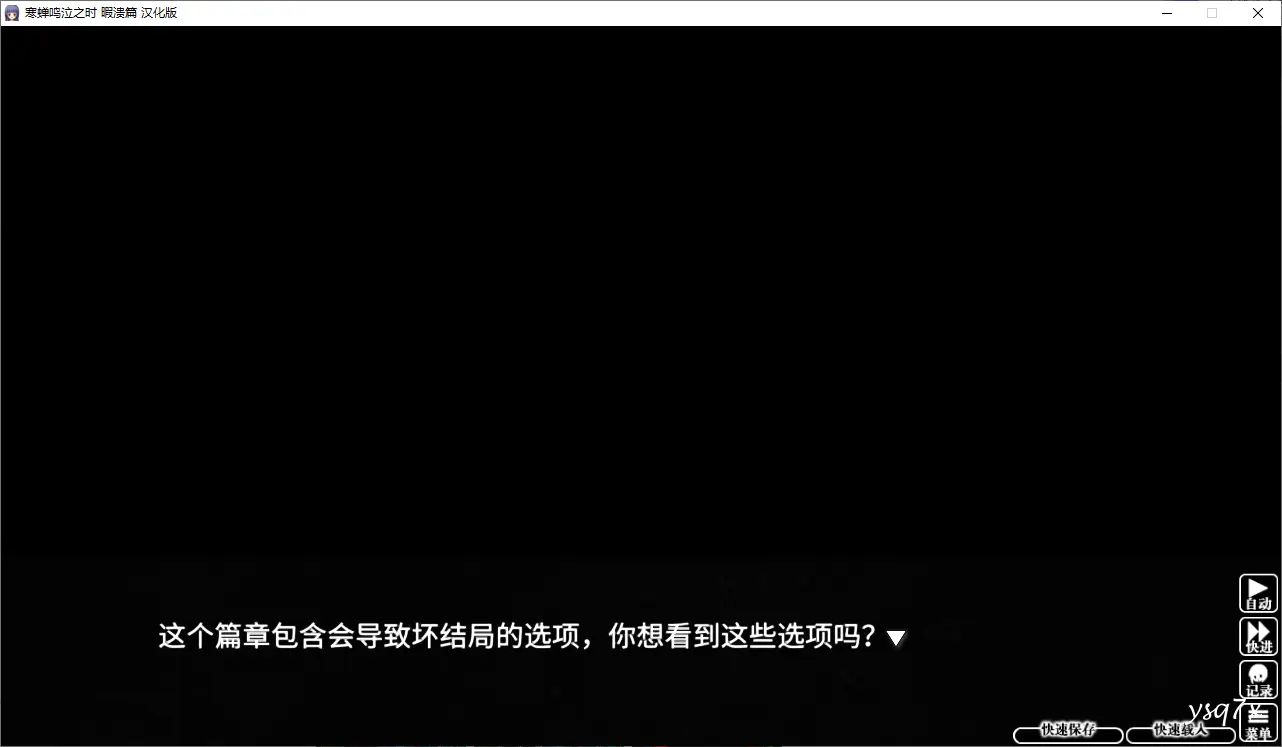 寒蝉鸣泣之时 暇溃篇 汉化版
这个篇章包含会导致坏结局的选项，你想看到这些选项吗？
自动
快进
记录
ysq7x
快速保存 快速载入
菜单